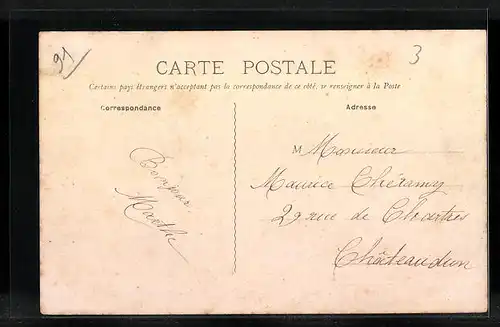 91
3
CARTE POSTALE
Certains pays étrangers n'acceptant pas la correspondance de ce côté, se renseigner à la Poste
Correspondance
Adresse
Bonjour
Marthe
M Monsieur
Maurice
29 rue de Chartres
Châteaudun